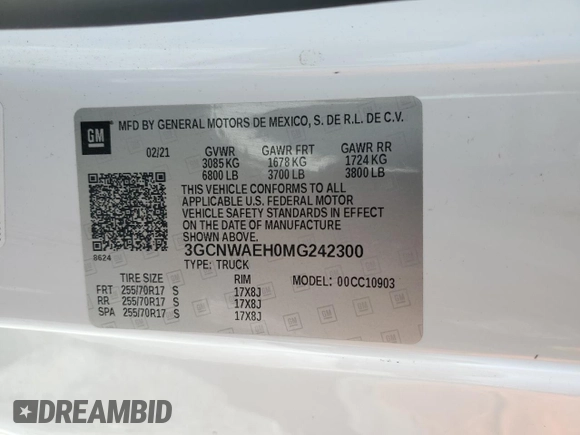 GM
MFD BY GENERAL MOTORS DE MEXICO, S. DE R.L. DE C.V.
02/21 GVWR GAWR FRT GAWR RR
3085 KG 1678 KG 1724 KG
6800 LB 3700 LB 3800 LB
THIS VEHICLE CONFORMS TO ALL
APPLICABLE U.S. FEDERAL MOTOR
VEHICLE SAFETY STANDARDS IN EFFECT
ON THE DATE OF MANUFACTURE
SHOWN ABOVE.
8624
3GCNWAEH0MG242300
TYPE: TRUCK
TIRE SIZE RIM MODEL: 00CC10903
FRT 255/70R17 S 17X8J
RR 255/70R17 S 17X8J
SPA 255/70R17 S 17X8J
DREAMBID